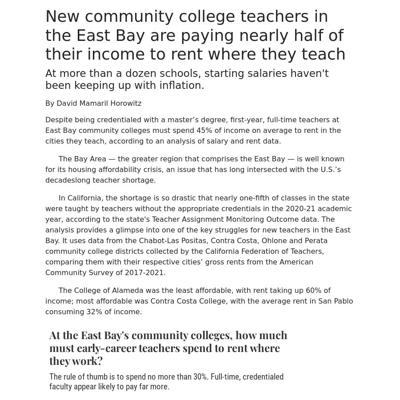 New community college teachers in
the East Bay are paying nearly half of
their income to rent where they teach
At more than a dozen schools, starting salaries haven't
been keeping up with inflation.
By David Mamaril Horowitz
Despite being credentialed with a master’s degree, first-year, full-time teachers at
East Bay community colleges must spend 45% of income on average to rent in the
cities they teach, according to an analysis of salary and rent data.
The Bay Area — the greater region that comprises the East Bay — is well known
for its housing affordability crisis, an issue that has long intersected with the U.S.’s
decadeslong teacher shortage.
In California, the shortage is so drastic that nearly one-fifth of classes in the state
were taught by teachers without the appropriate credentials in the 2020-21 academic
year, according to the state's Teacher Assignment Monitoring Outcome data. The
analysis provides a glimpse into one of the key struggles for new teachers in the East
Bay. It uses data from the Chabot-Las Positas, Contra Costa, Ohlone and Perata
community college districts collected by the California Federation of Teachers,
comparing them with their respective cities’ gross rents from the American
Community Survey of 2017-2021.
The College of Alameda was the least affordable, with rent taking up 60% of
income; most affordable was Contra Costa College, with the average rent in San Pablo
consuming 32% of income.
At the East Bay's community colleges, how much
must early-career teachers spend to rent where
they work?
The rule of thumb is to spend no more than 30%. Full-time, credentialed
faculty appear likely to pay far more.